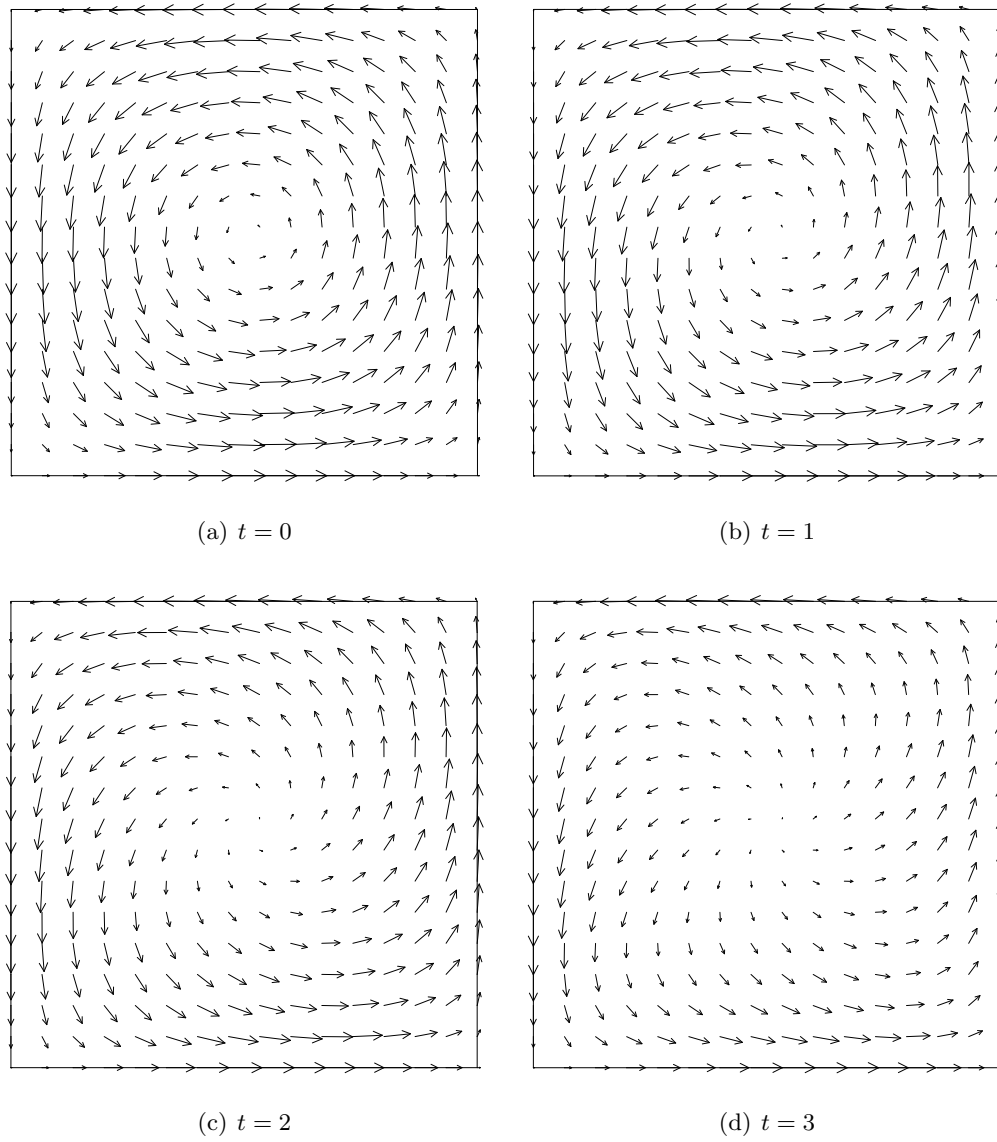 (a) t = 0
(b) t = 1
(c) t = 2
(d) t = 3